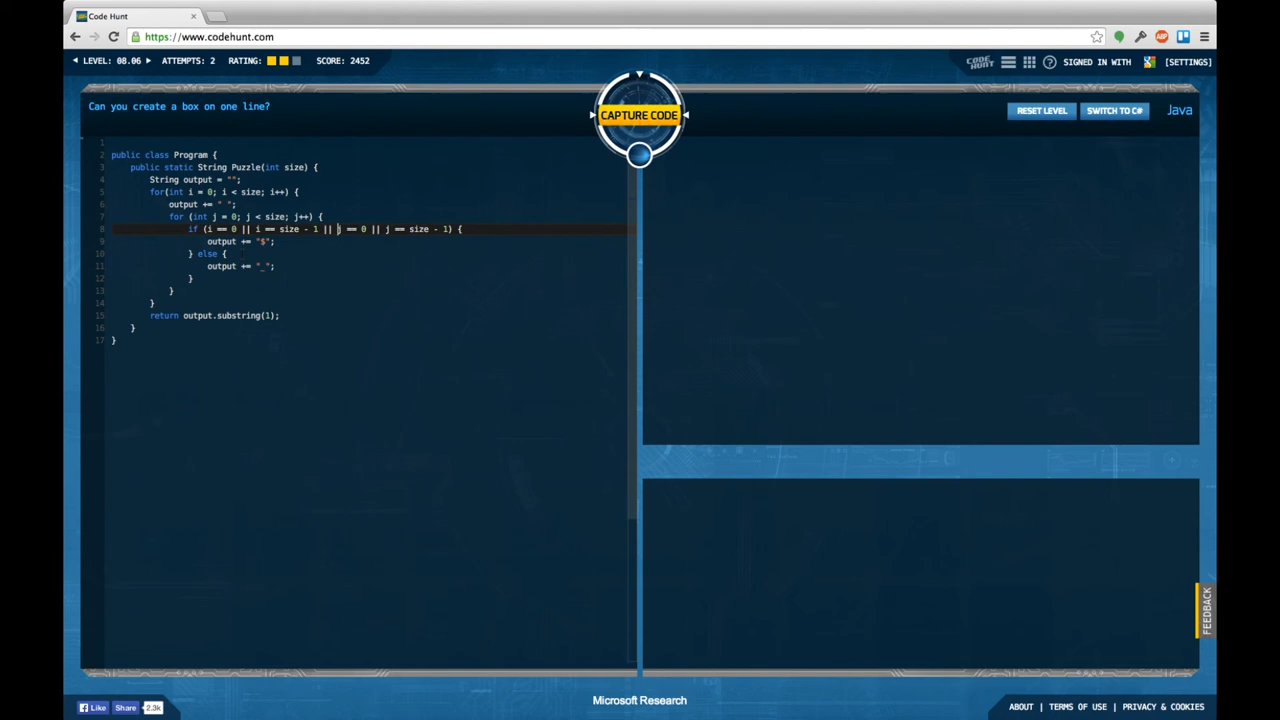 Code Hunt
https://www.codehunt.com
LEVEL: 08.06 ATTEMPTS: 2 RATING: SCORE: 2452
CODE HUNT SIGNED IN WITH [SETTINGS]
Can you create a box on one line?
CAPTURE CODE
RESET LEVEL SWITCH TO C# Java
1
2 public class Program {
3 public static String Puzzle(int size) {
4 String output = "";
5 for(int i = 0; i < size; i++) {
6 output += " ";
7 for (int j = 0; j < size; j++) {
8 if (i == 0 || i == size - 1 || j == 0 || j == size - 1) {
9 output += "$";
10 } else {
11 output += "_";
12 }
13 }
14 }
15 return output.substring(1);
16 }
17 }
FEEDBACK
Like Share 2.3k
Microsoft Research
ABOUT | TERMS OF USE | PRIVACY & COOKIES